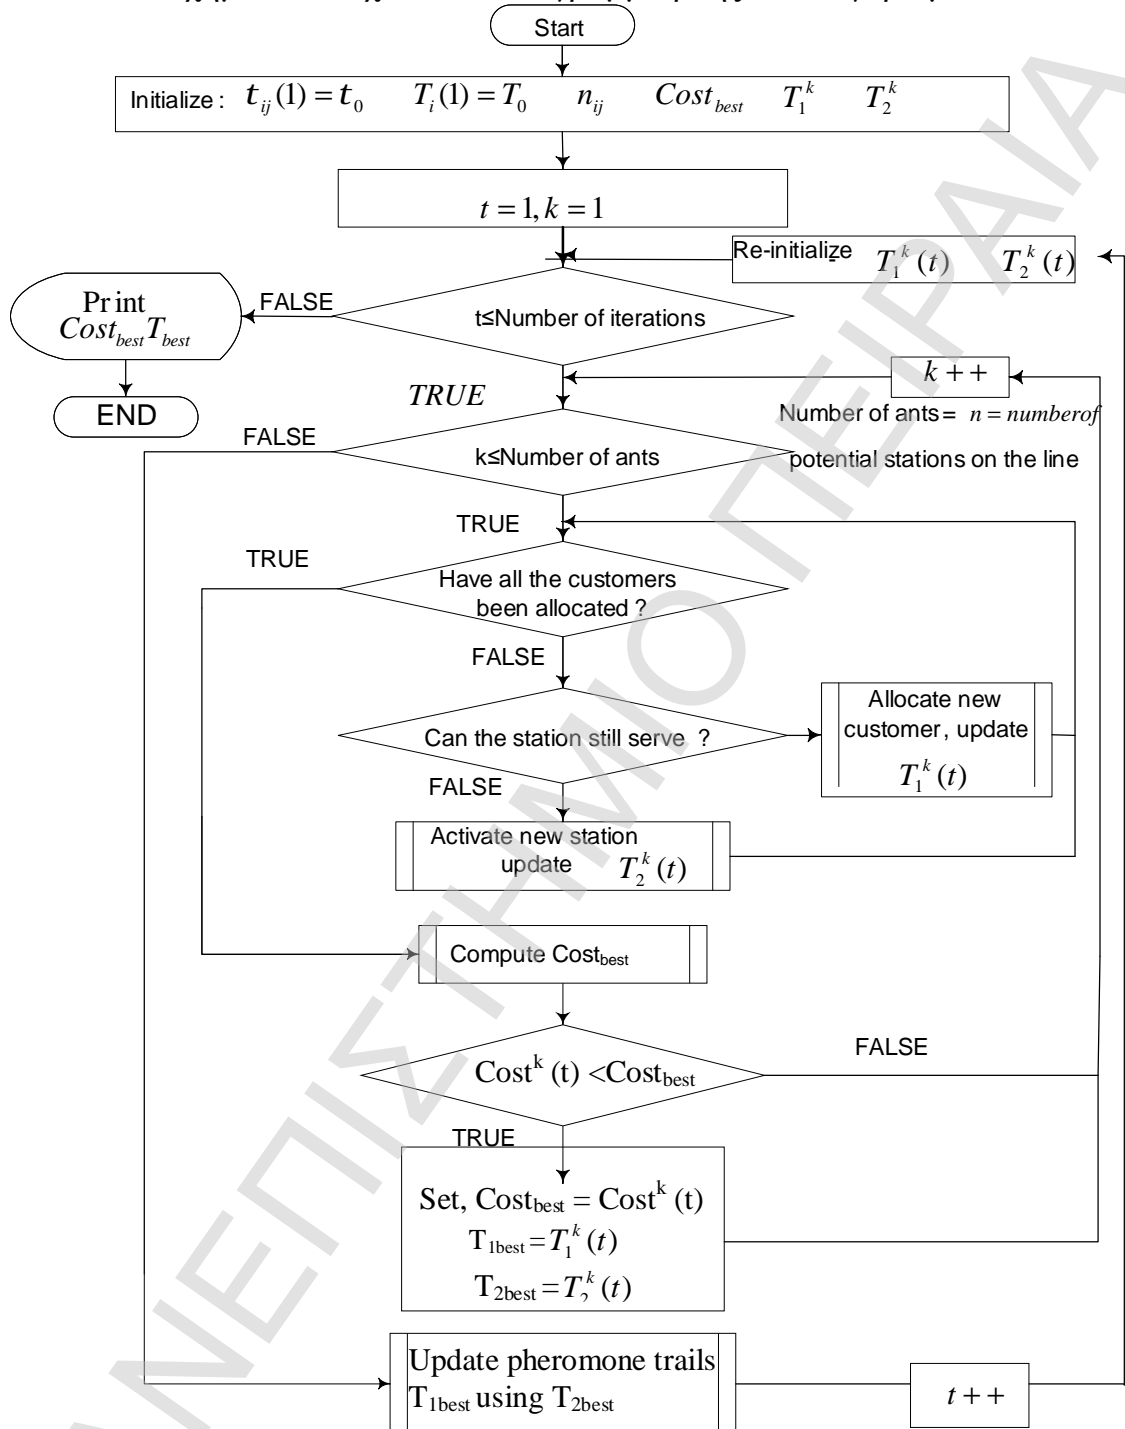 Start
Initialize : t_ij(1) = t_0 T_i(1) = T_0 n_ij Cost_best T_1^k T_2^k
t = 1, k = 1
Re-initialize T_1^k(t) T_2^k(t)
Print
Cost_best T_best
FALSE
t≤Number of iterations
END
TRUE
k + +
Number of ants = n = numberof
potential stations on the line
FALSE
k≤Number of ants
TRUE
TRUE
Have all the customers
been allocated ?
FALSE
Can the station still serve ?
Allocate new
customer, update
T_1^k(t)
FALSE
Activate new station
update T_2^k(t)
Compute Cost_best
Cost^k (t) <Cost_best
FALSE
TRUE
Set, Cost_best = Cost^k (t)
T_1best = T_1^k(t)
T_2best = T_2^k(t)
Update pheromone trails
T_1best using T_2best
t + +
ΑΝΕΠΙΣΤΗΜΙΟ ΠΕΙΡΑΙΑ